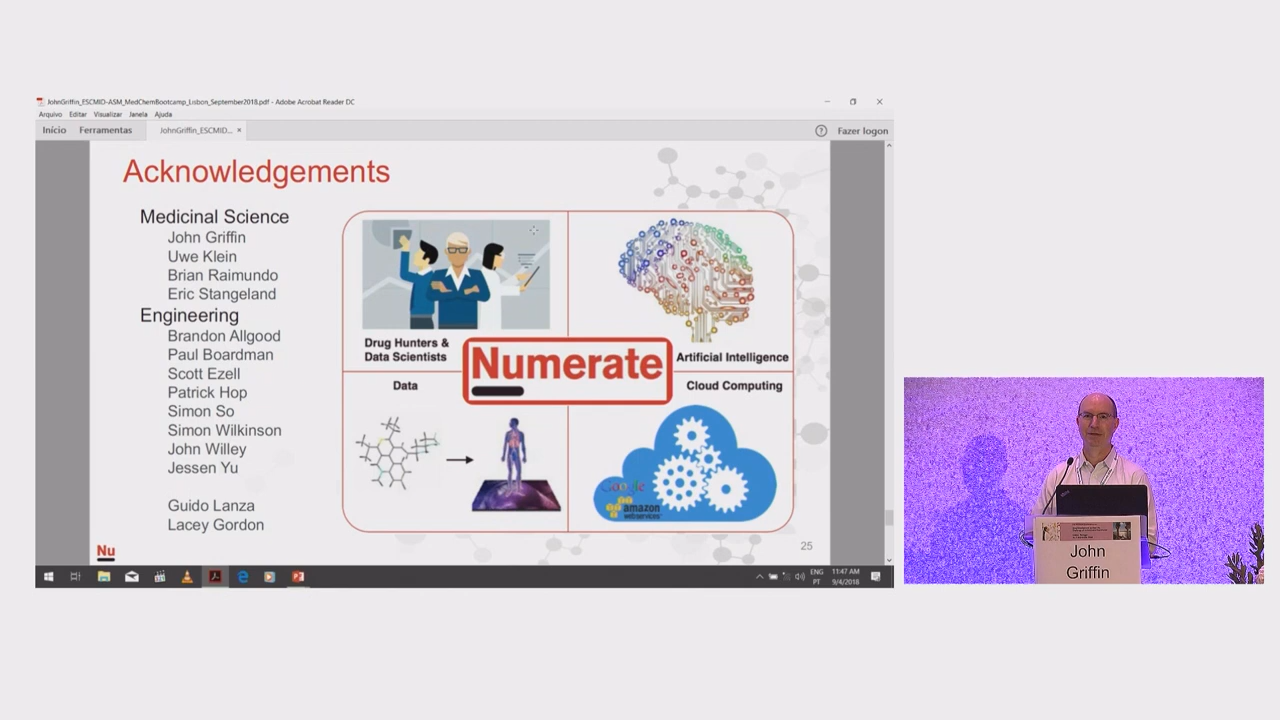 JohnGriffin_ESCMID-ASM_MedChemBootcamp_Lisbon_September2018.pdf - Adobe Acrobat Reader DC
Arquivo Editar Visualizar Janela Ajuda
Início Ferramentas JohnGriffin_ESCMID... × Fazer logon
Acknowledgements
Medicinal Science
John Griffin
Uwe Klein
Brian Raimundo
Eric Stangeland
Engineering
Brandon Allgood
Paul Boardman
Scott Ezell
Patrick Hop
Simon So
Simon Wilkinson
John Willey
Jessen Yu
Guido Lanza
Lacey Gordon
Drug Hunters &
Data Scientists
Artificial Intelligence
Numerate
Data
Cloud Computing
Google
amazon
webservices
Nu
25
ENG
PT
11:47 AM
9/4/2018
John
Griffin